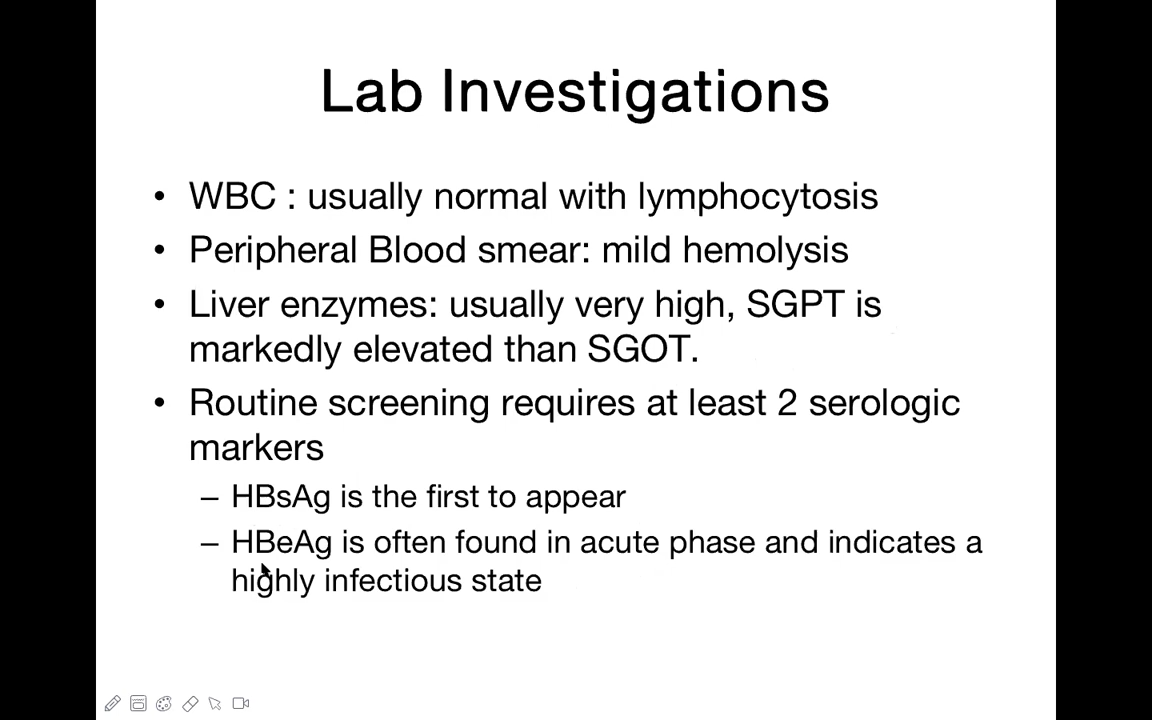 Lab Investigations
• WBC : usually normal with lymphocytosis
• Peripheral Blood smear: mild hemolysis
• Liver enzymes: usually very high, SGPT is
markedly elevated than SGOT.
• Routine screening requires at least 2 serologic
markers
– HBsAg is the first to appear
– HBeAg is often found in acute phase and indicates a
highly infectious state